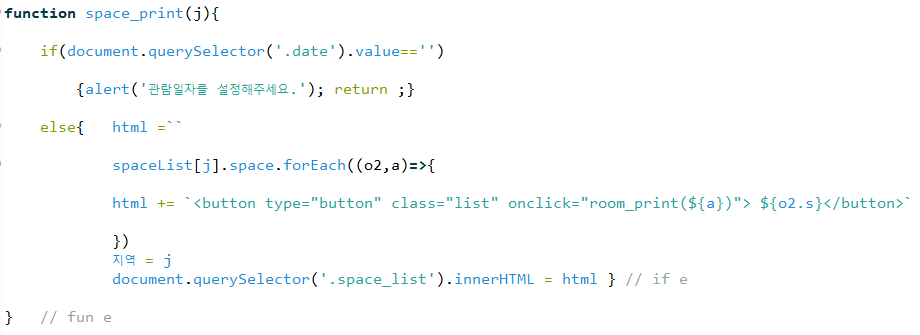 function space_print(j){
if(document.querySelector('.date').value=='')
{alert('관람일자를 설정해주세요.'); return ;}
else{   html =``
spaceList[j].space.forEach((o2,a)=>{
html += `<button type="button" class="list" onclick="room_print(${a})"> ${o2.s}</button>`
})
지역 = j
document.querySelector('.space_list').innerHTML = html } // if e
}   // fun e